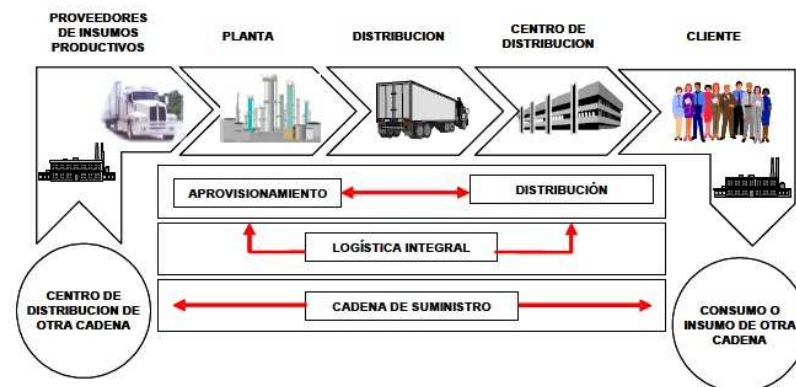 PROVEEDORES
DE INSUMOS
PRODUCTIVOS
PLANTA
DISTRIBUCION
CENTRO DE
DISTRIBUCION
CLIENTE
APROVISIONAMIENTO
DISTRIBUCIÓN
LOGÍSTICA INTEGRAL
CADENA DE SUMINISTRO
CENTRO DE
DISTRIBUCION DE
OTRA CADENA
CONSUMO O
INSUMO DE OTRA
CADENA